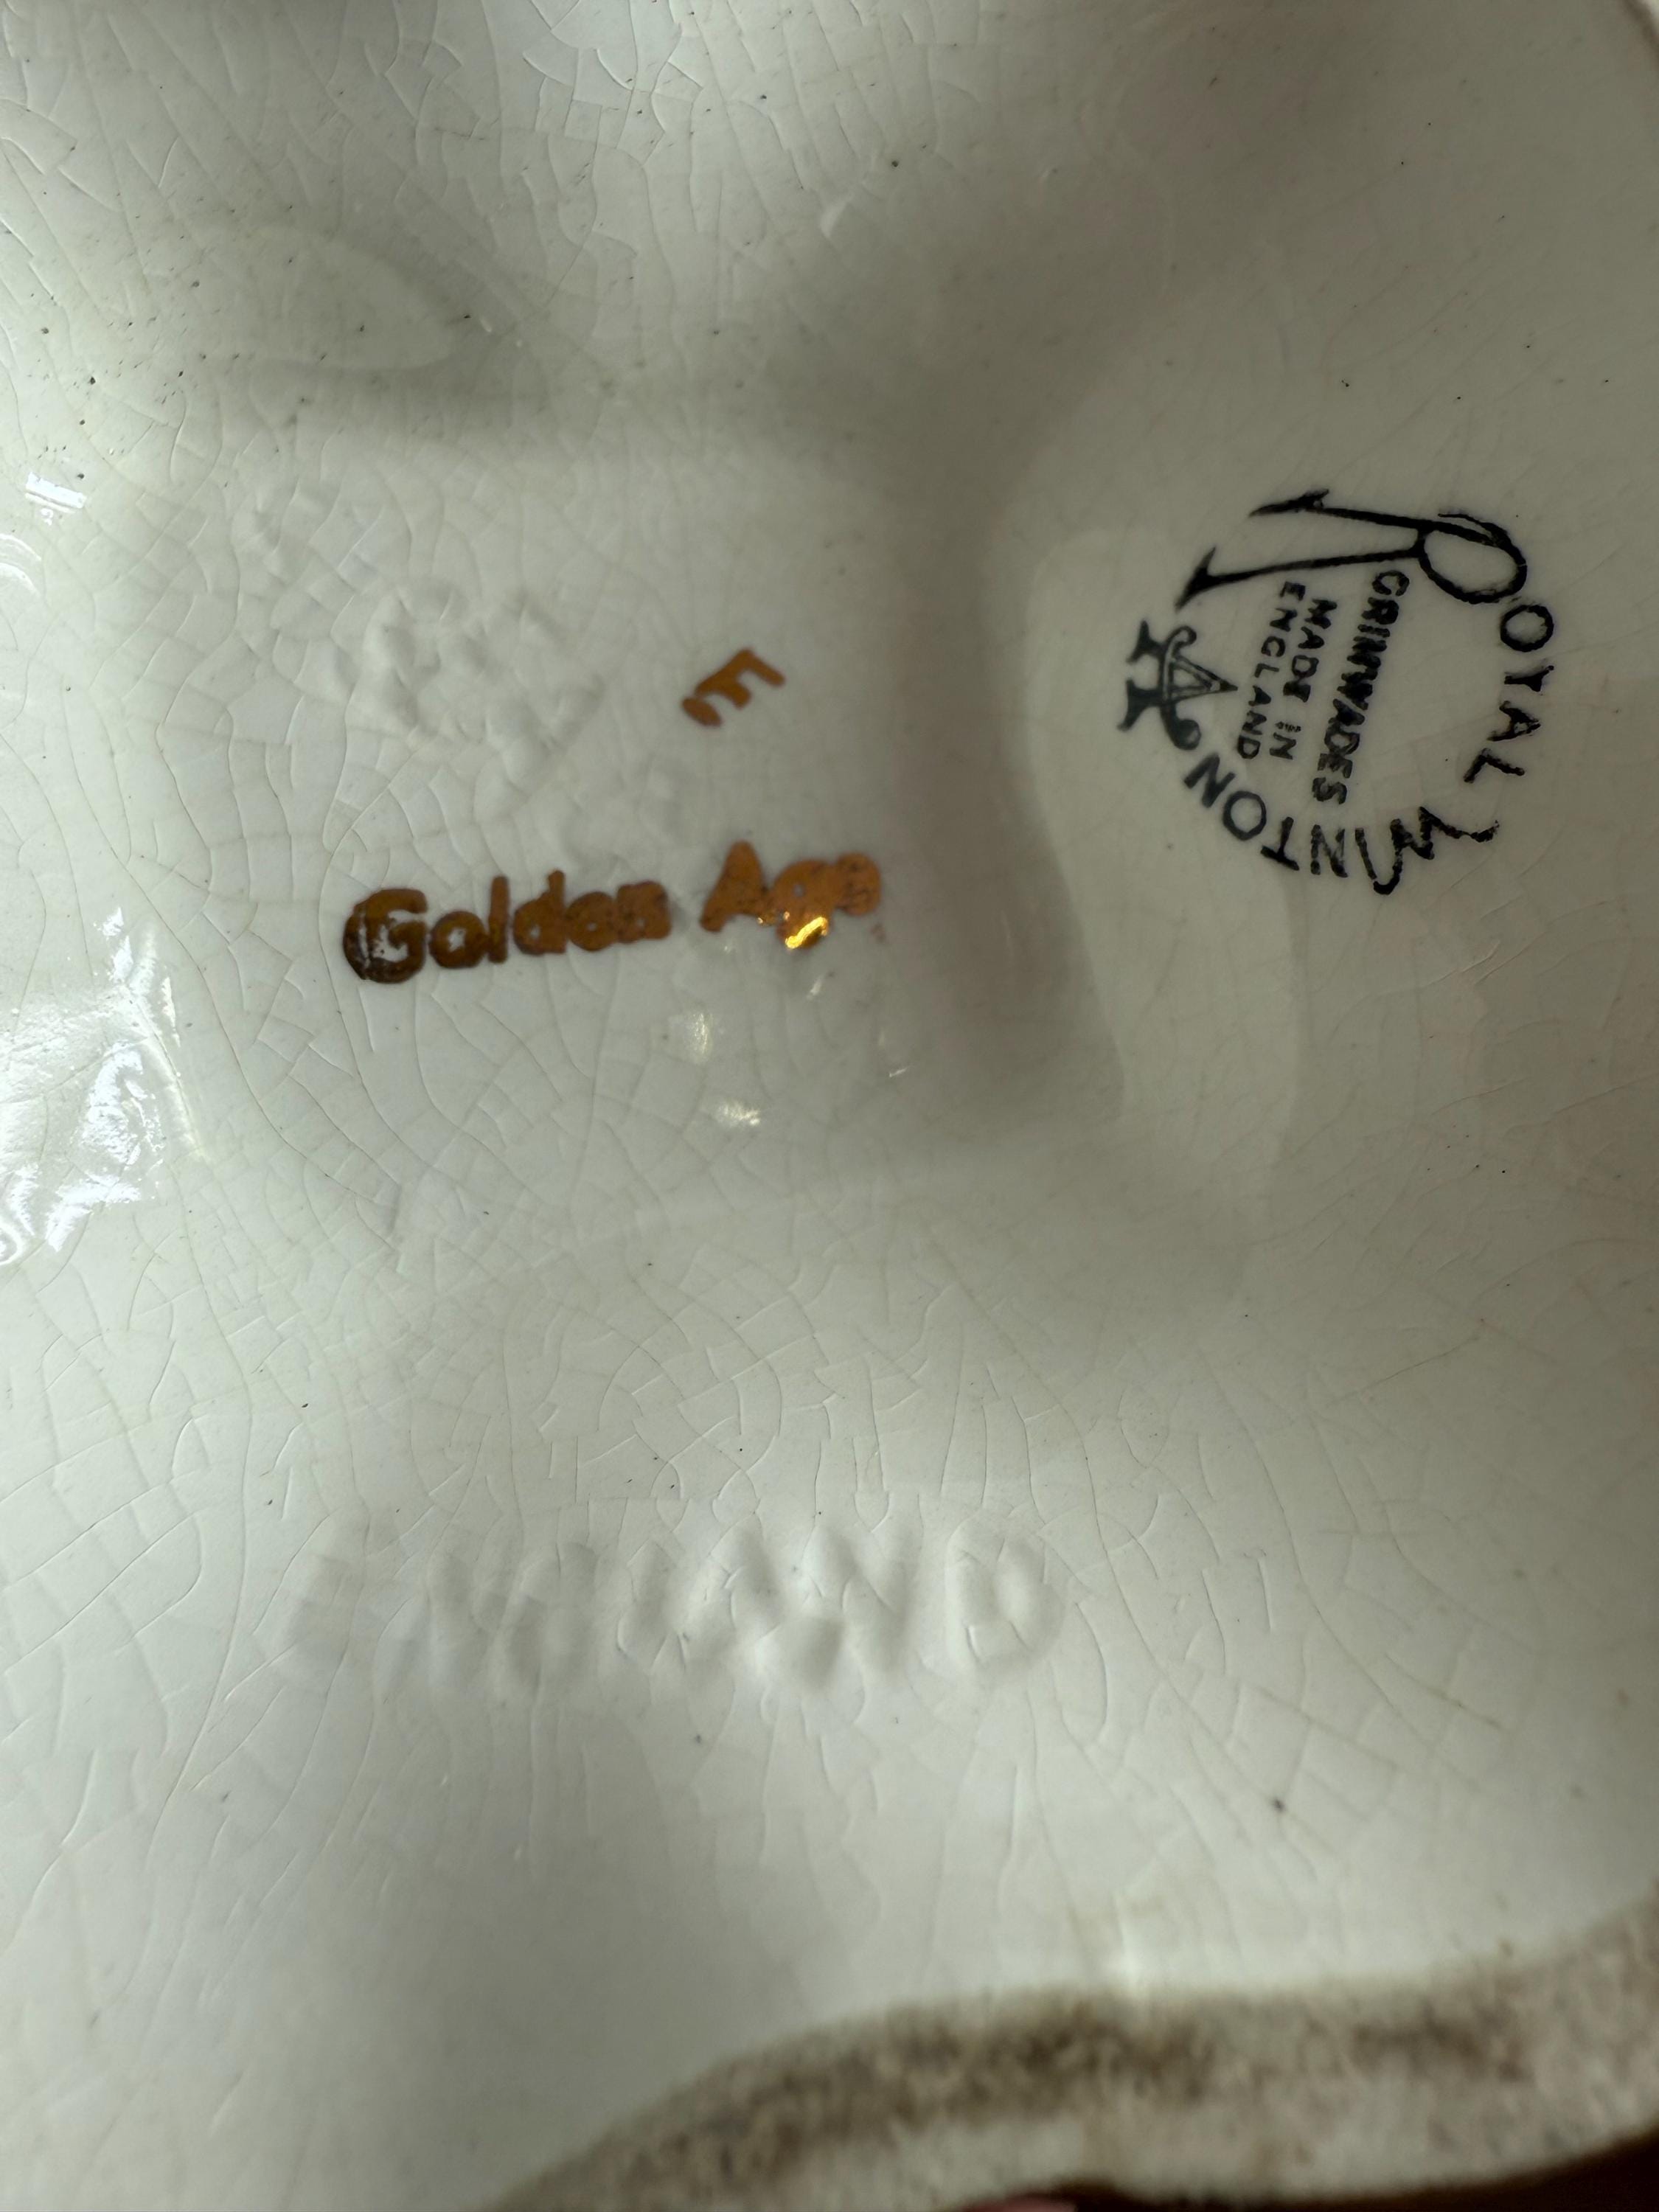 ROYAL WINTON
GRIMWADES
MADE IN
ENGLAND
E
Golden Age